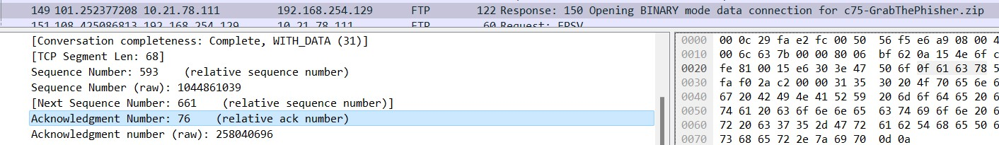 149 101.252377208 10.21.78.111 192.168.254.129 FTP 122 Response: 150 Opening BINARY mode data connection for c75-GrabThePhisher.zip
151 108.425086813 192.168.254.129 10.21.78.111 FTP 60 Request: EPSV
[Conversation completeness: Complete, WITH_DATA (31)]
[TCP Segment Len: 68]
Sequence Number: 593 (relative sequence number)
Sequence Number (raw): 1044861039
[Next Sequence Number: 661 (relative sequence number)]
Acknowledgment Number: 76 (relative ack number)
Acknowledgment number (raw): 258040696
0000 00 0c 29 fa e2 fc 00 50 56 f5 e6 a9 08 00 4
0010 00 6c 63 7b 00 00 80 06 bf 62 0a 15 4e 6f c
0020 fe 81 00 15 e6 30 3e 47 50 6f 0f 61 63 78 5
0030 fa f0 2a c2 00 00 31 35 30 20 4f 70 65 6e 6
0040 67 20 42 49 4e 41 52 59 20 6d 6f 64 65 20 6
0050 74 61 20 63 6f 6e 6e 65 63 74 69 6f 6e 20 6
0060 72 20 63 37 35 2d 47 72 61 62 54 68 65 50 6
0070 73 68 65 72 2e 7a 69 70 0d 0a